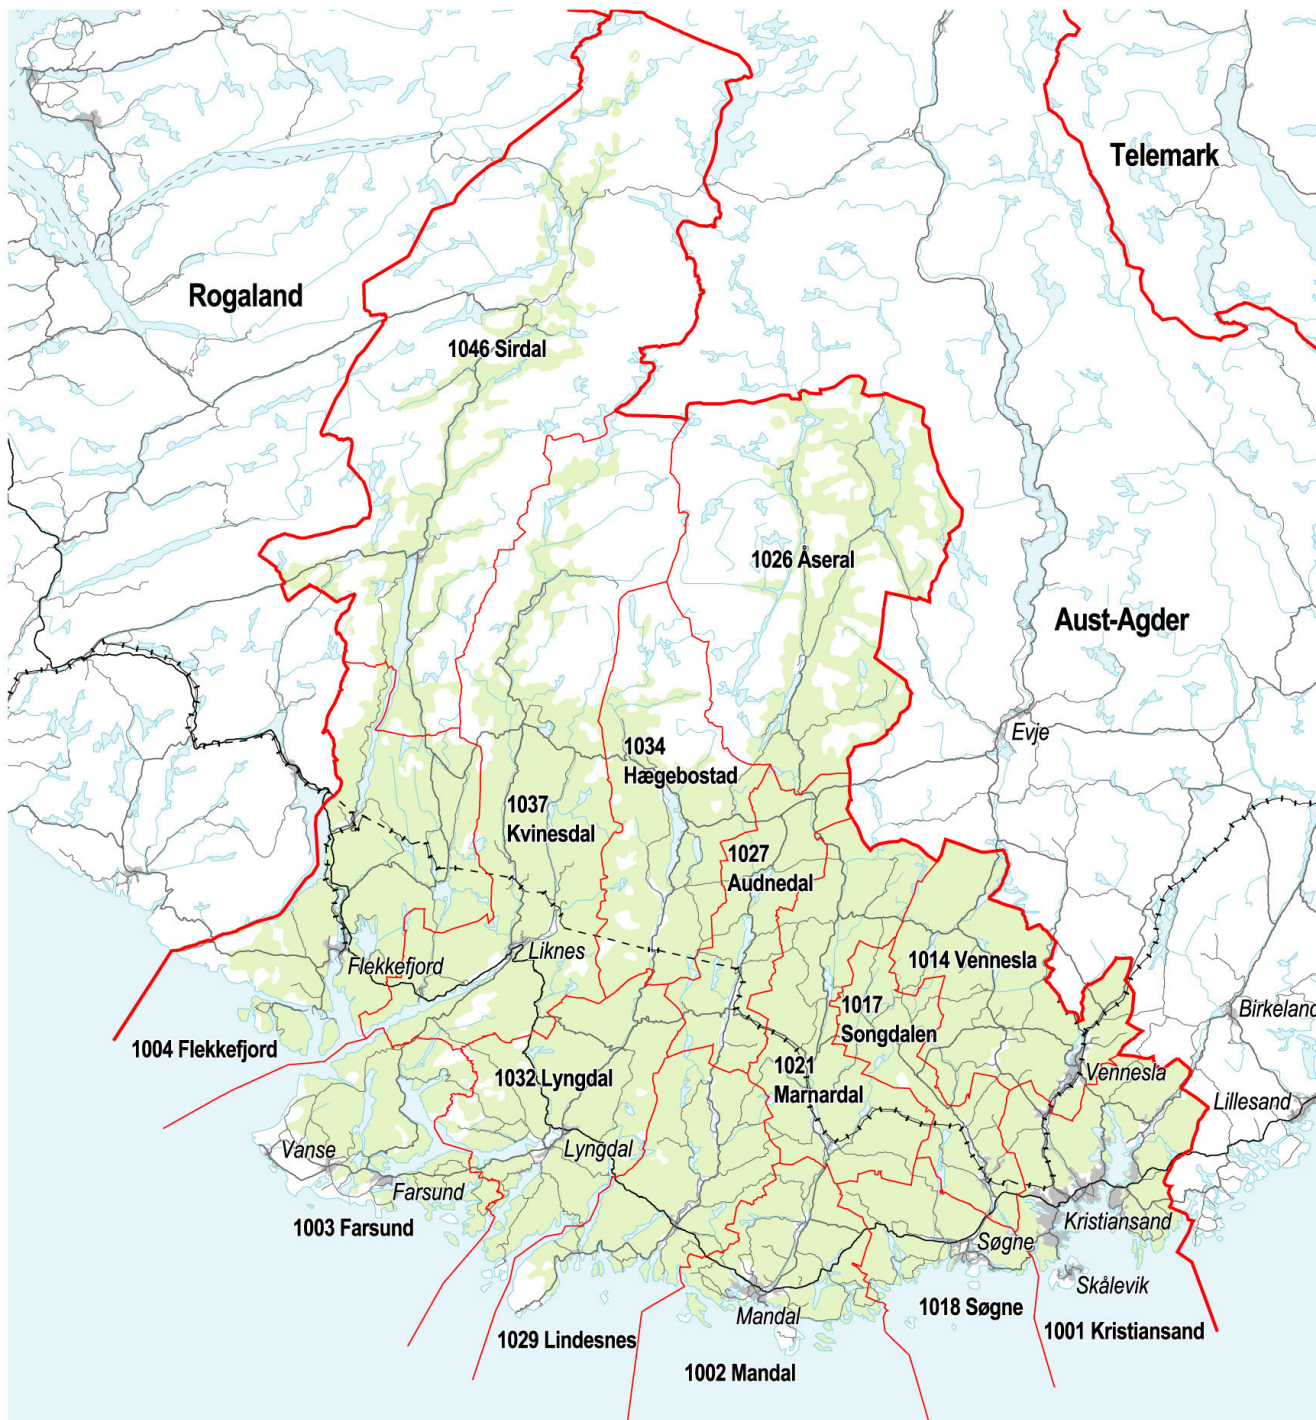 Telemark
Rogaland
1046 Sirdal
1026 Åseral
Aust-Agder
Evje
1034
Hægebostad
1037
Kvinesdal
1027
Audnedal
Flekkefjord
Liknes
1014 Vennesla
1017
Songdalen
Birkeland
1004 Flekkefjord
1032 Lyngdal
1021
Marnardal
Vennesla
Lillesand
Vanse
Lyngdal
Farsund
1003 Farsund
Kristiansand
Søgne
Skålevik
Mandal
1018 Søgne
1029 Lindesnes
1001 Kristiansand
1002 Mandal